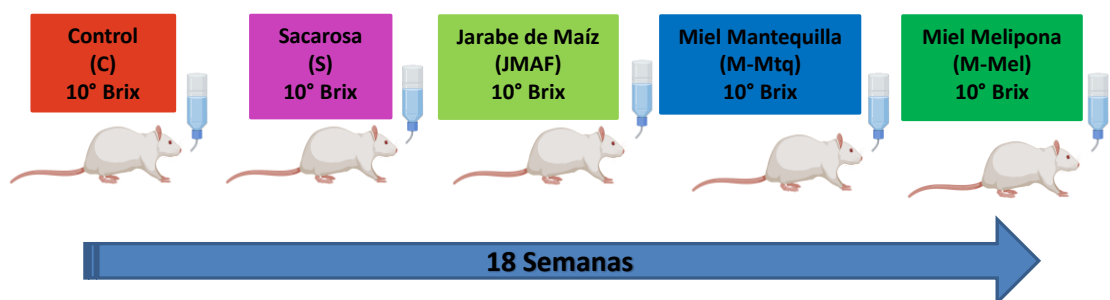 Control
(C)
10° Brix
Sacarosa
(S)
10° Brix
Jarabe de Maíz
(JMAF)
10° Brix
Miel Mantequilla
(M-Mtq)
10° Brix
Miel Melipona
(M-Mel)
10° Brix
18 Semanas